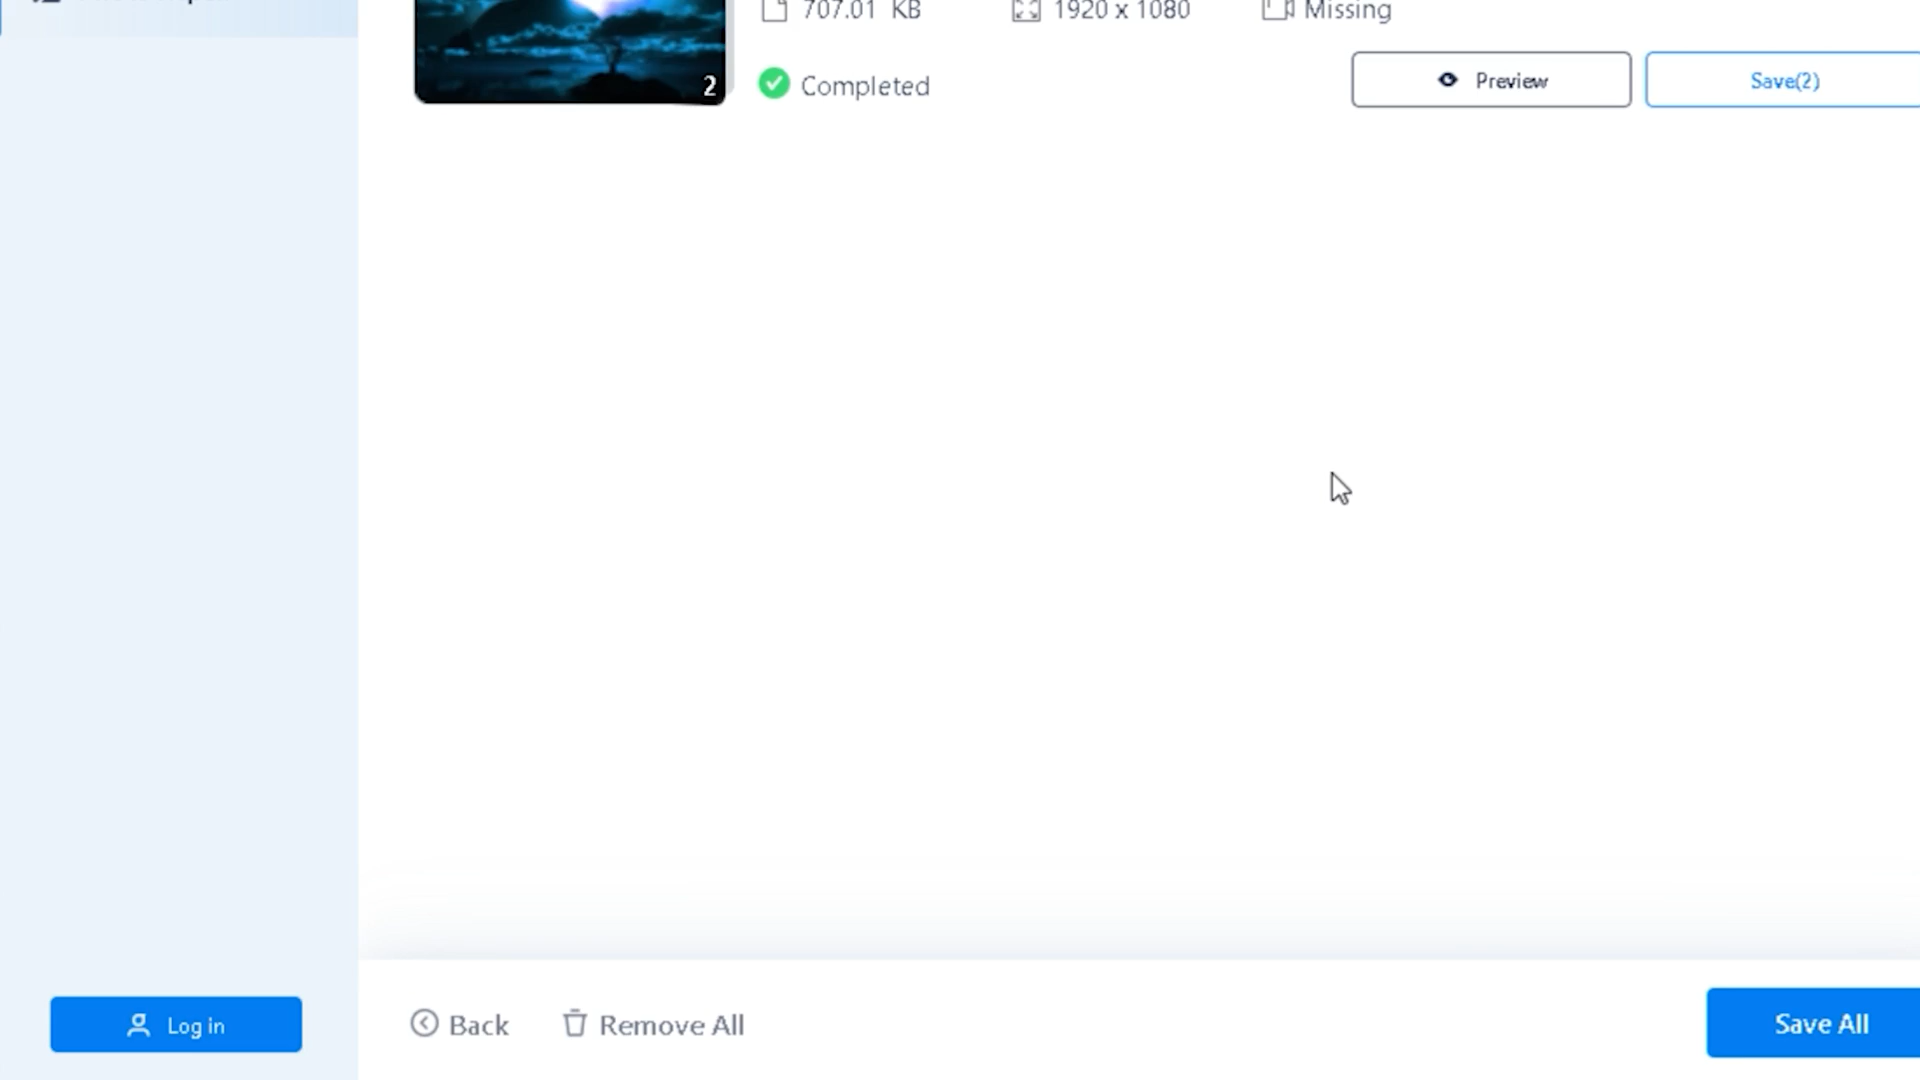 707.01 KB
1920 x 1080
Missing
2
Completed
Preview
Save(2)
Log in
Back
Remove All
Save All